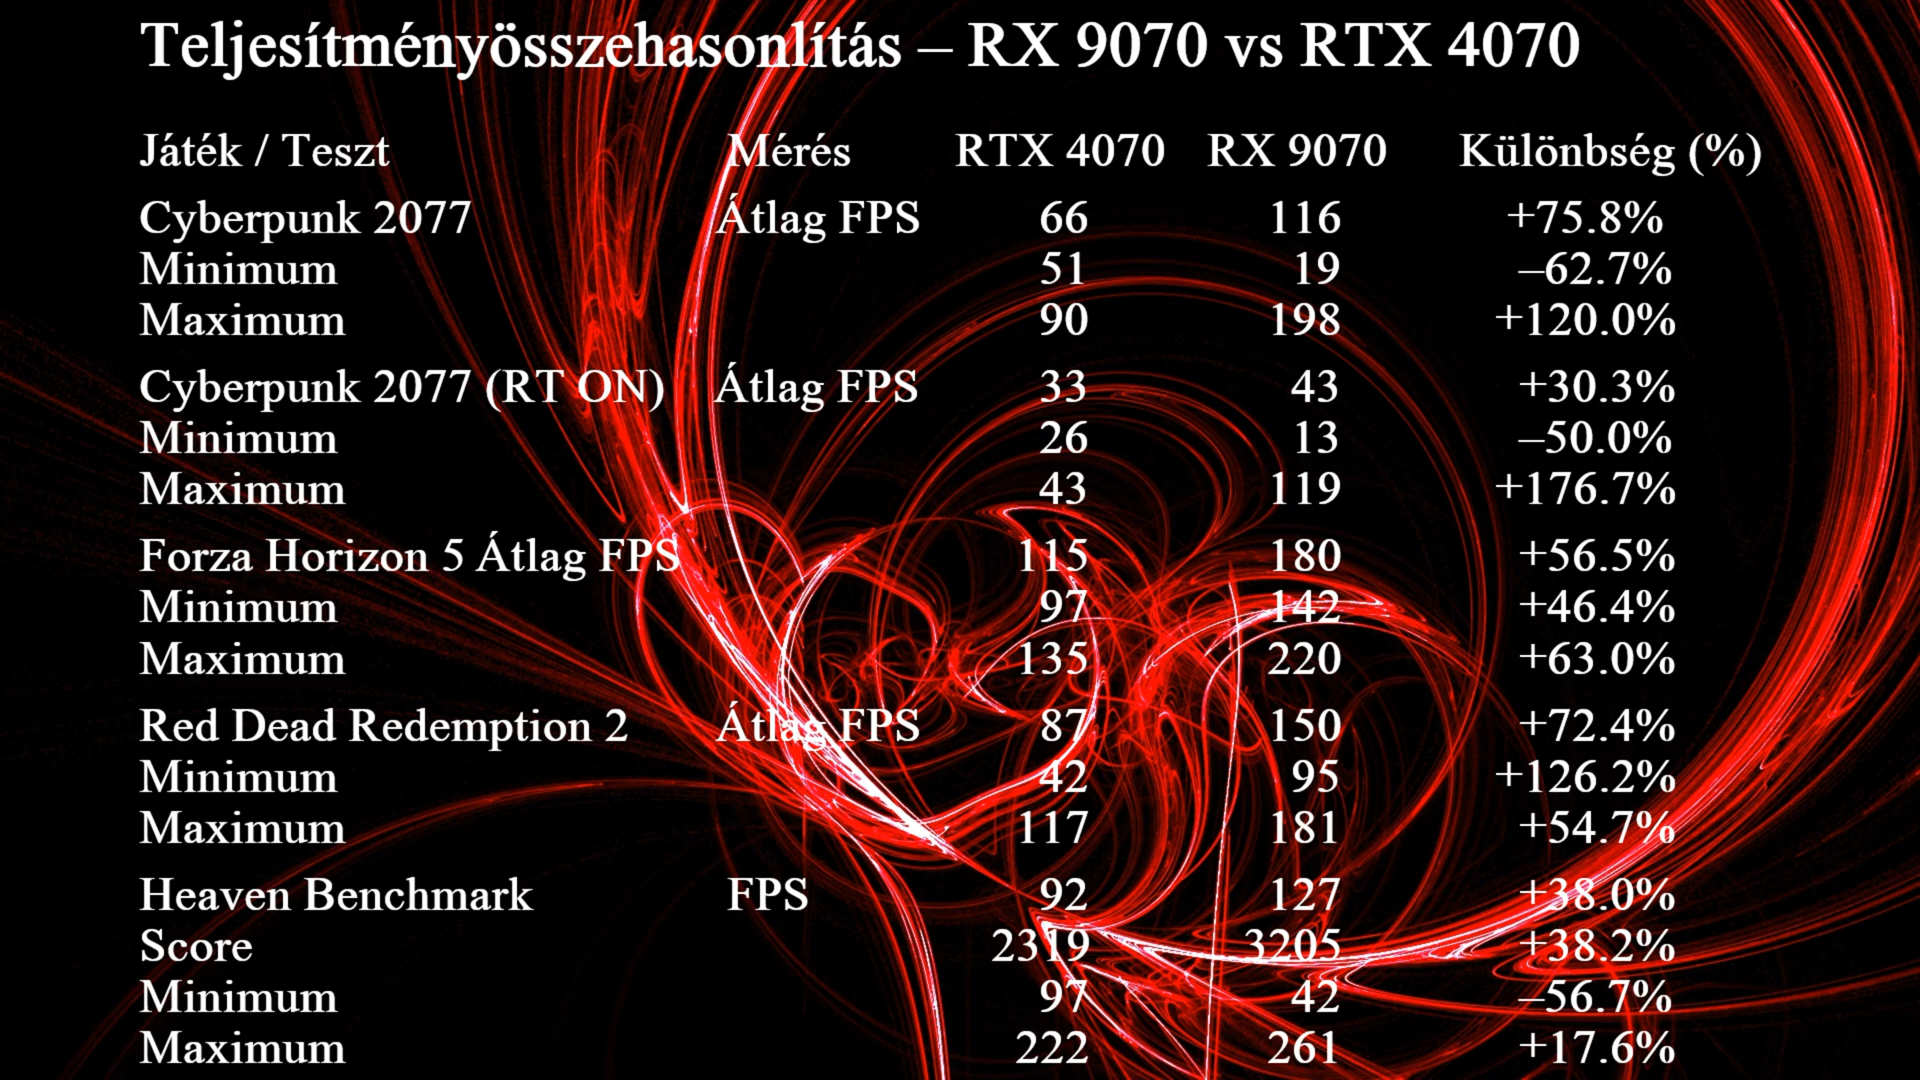 Teljesítményösszehasonlítás – RX 9070 vs RTX 4070
Játék / Teszt Mérés RTX 4070 RX 9070 Különbség (%)
Cyberpunk 2077 Átlag FPS 66 116 +75.8%
Minimum 51 19 –62.7%
Maximum 90 198 +120.0%
Cyberpunk 2077 (RT ON) Átlag FPS 33 43 +30.3%
Minimum 26 13 –50.0%
Maximum 43 119 +176.7%
Forza Horizon 5 Átlag FPS 115 180 +56.5%
Minimum 97 142 +46.4%
Maximum 135 220 +63.0%
Red Dead Redemption 2 Átlag FPS 87 150 +72.4%
Minimum 42 95 +126.2%
Maximum 117 181 +54.7%
Heaven Benchmark FPS 92 127 +38.0%
Score 2319 3205 +38.2%
Minimum 97 42 –56.7%
Maximum 222 261 +17.6%